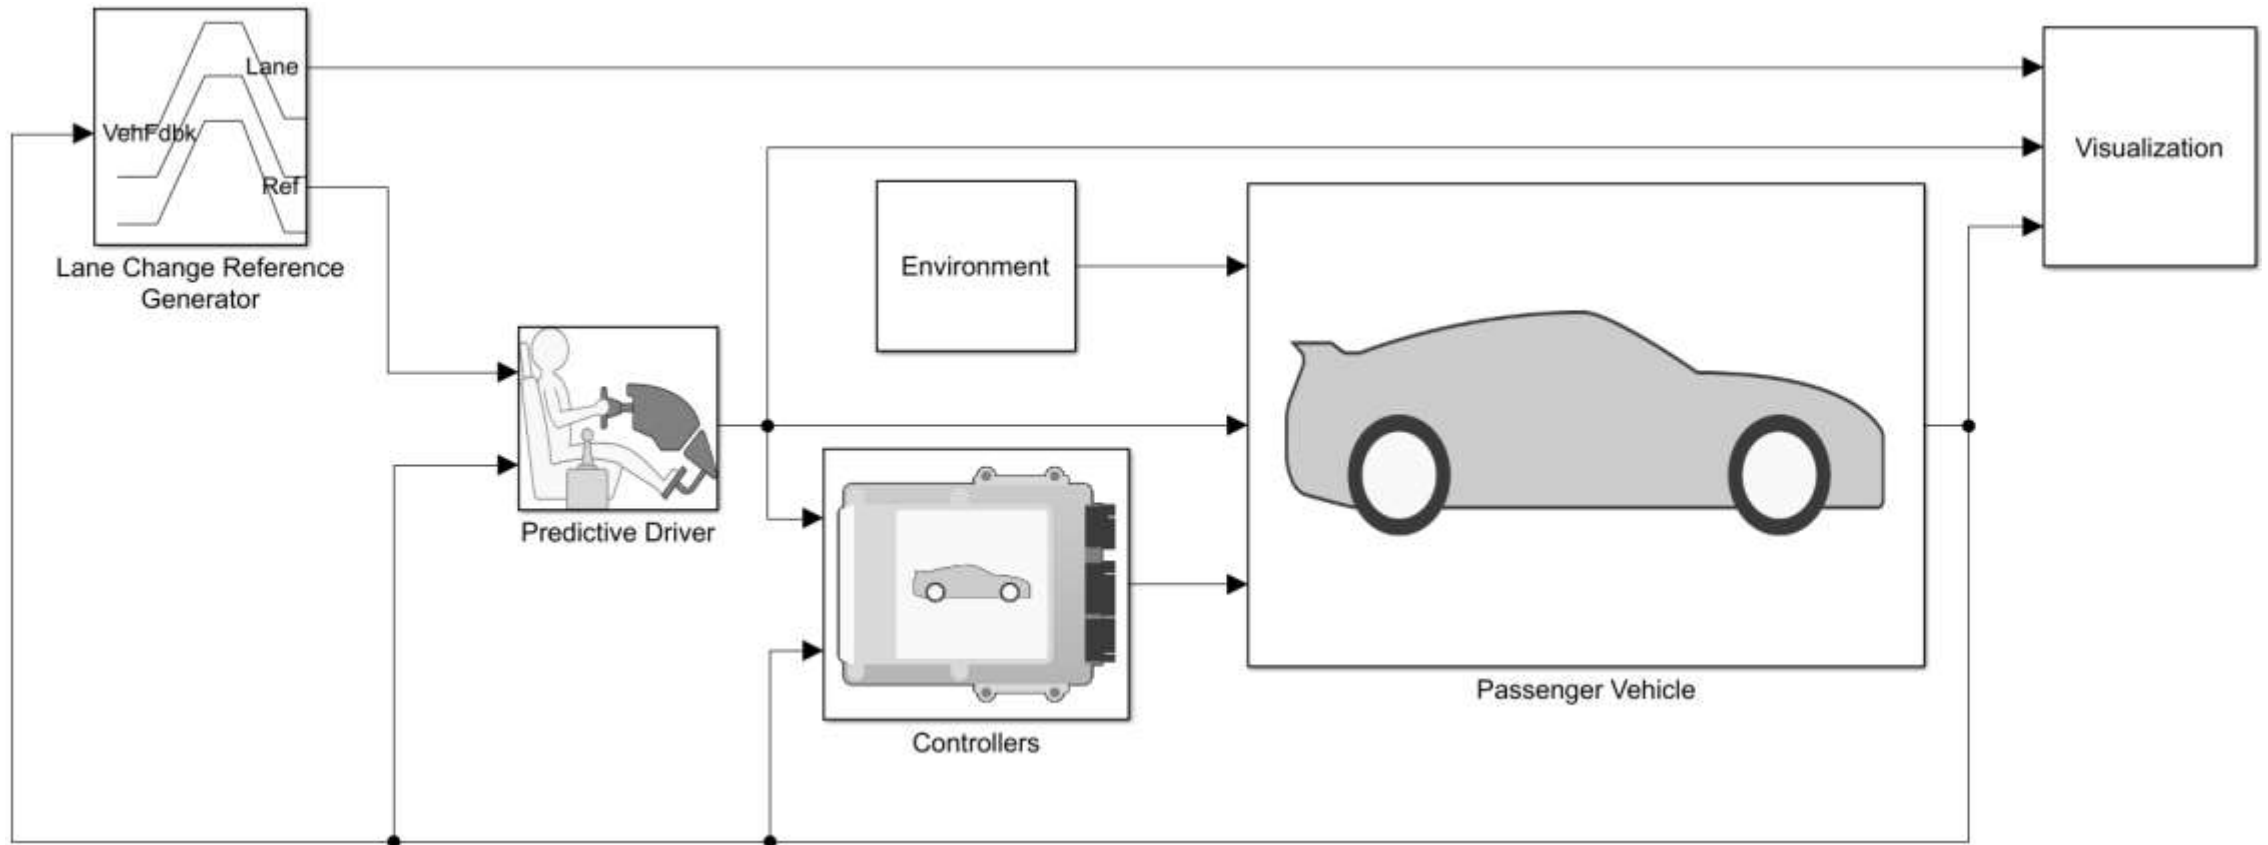 Lane
VehFdbk
Ref
Lane Change Reference
Generator
Visualization
Environment
Predictive Driver
Controllers
Passenger Vehicle